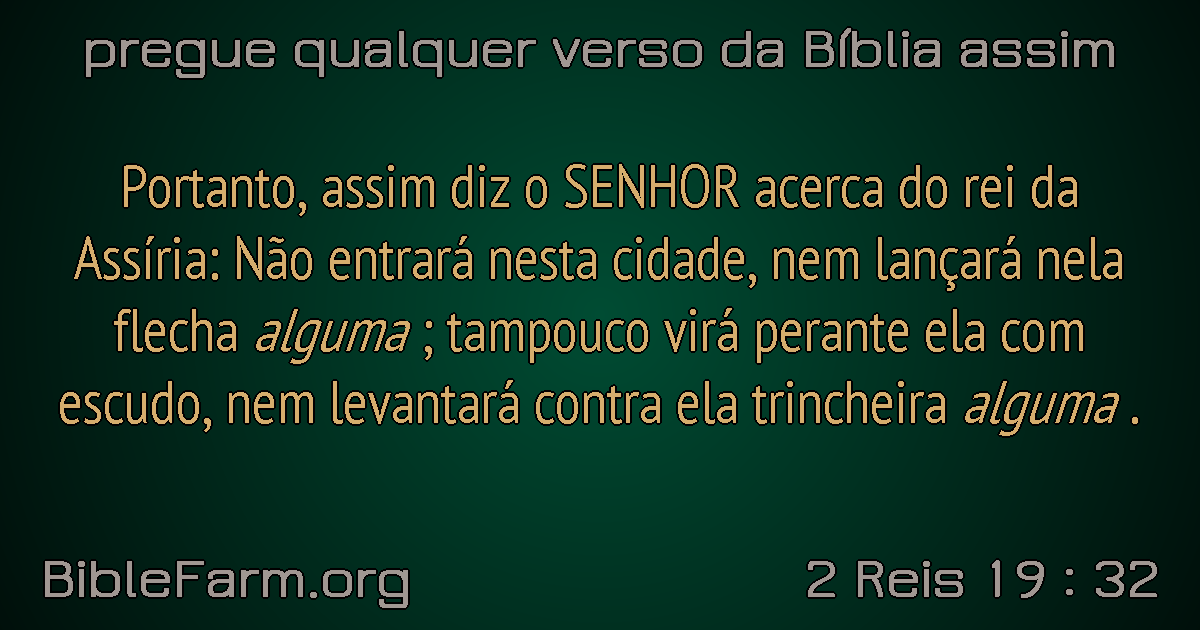 pregue qualquer verso da Bíblia assim
Portanto, assim diz o SENHOR acerca do rei da
Assíria: Não entrará nesta cidade, nem lançará nela
flecha alguma ; tampouco virá perante ela com
escudo, nem levantará contra ela trincheira alguma .
BibleFarm.org
2 Reis 19 : 32